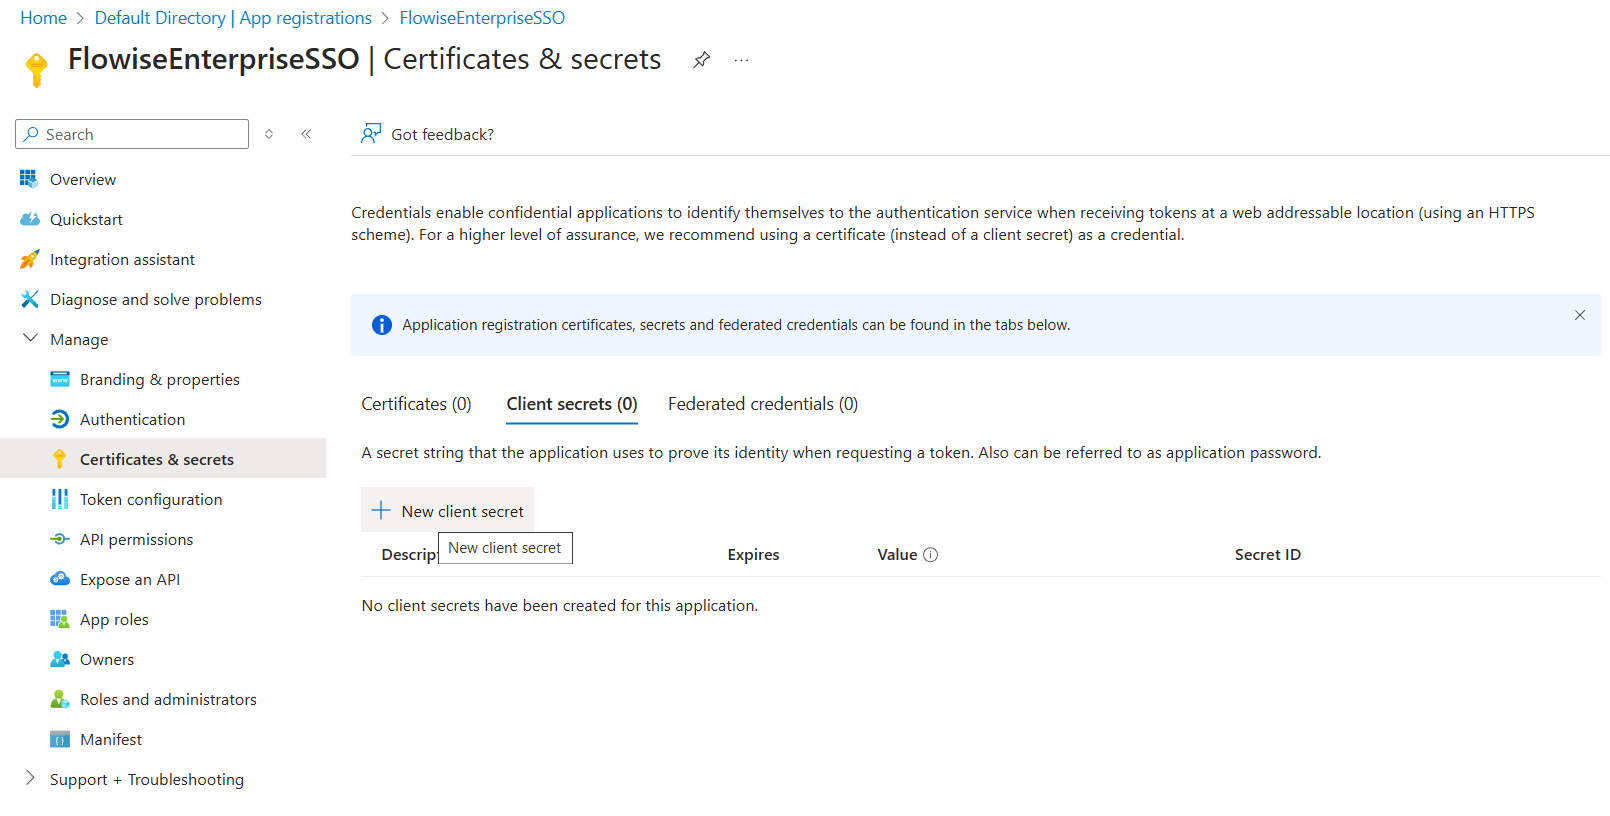 Home > Default Directory | App registrations > FlowiseEnterpriseSSO
FlowiseEnterpriseSSO | Certificates & secrets
Search
Got feedback?
Overview
Quickstart
Integration assistant
Diagnose and solve problems
Manage
Branding & properties
Authentication
Certificates & secrets
Token configuration
API permissions
Expose an API
App roles
Owners
Roles and administrators
Manifest
Support + Troubleshooting
Credentials enable confidential applications to identify themselves to the authentication service when receiving tokens at a web addressable location (using an HTTPS
scheme). For a higher level of assurance, we recommend using a certificate (instead of a client secret) as a credential.
Application registration certificates, secrets and federated credentials can be found in the tabs below.
Certificates (0) Client secrets (0) Federated credentials (0)
A secret string that the application uses to prove its identity when requesting a token. Also can be referred to as application password.
New client secret
New client secret
Descrip Expires Value Secret ID
No client secrets have been created for this application.